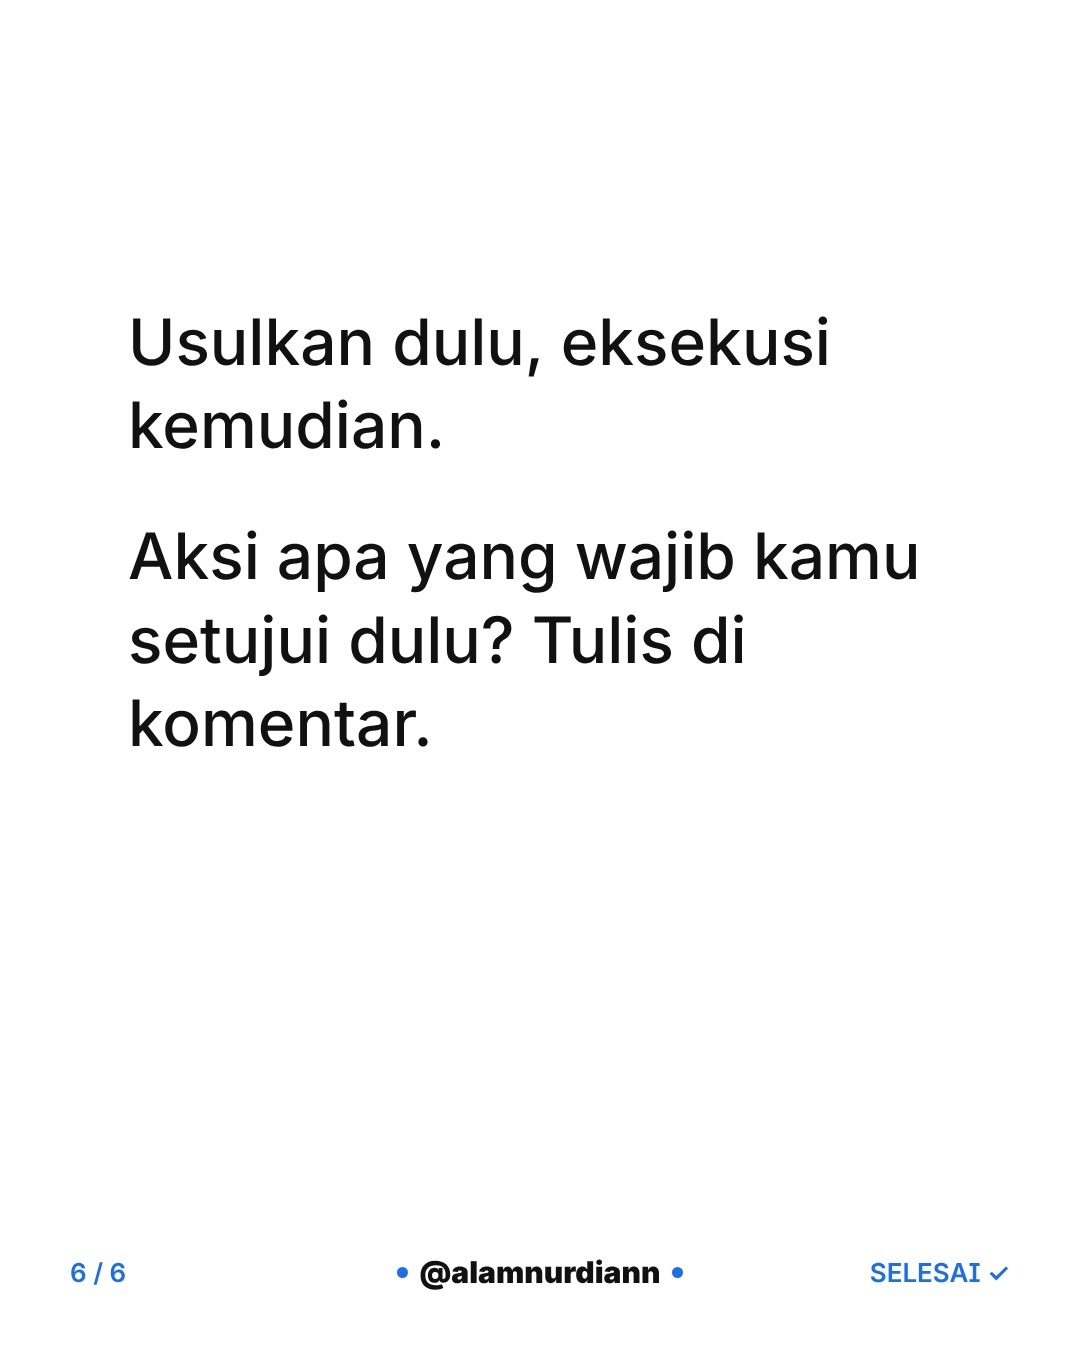 Usulkan dulu, eksekusi
kemudian.
Aksi apa yang wajib kamu
setujui dulu? Tulis di
komentar.
6 / 6
• @alamnurdiann •
SELESAI ✓